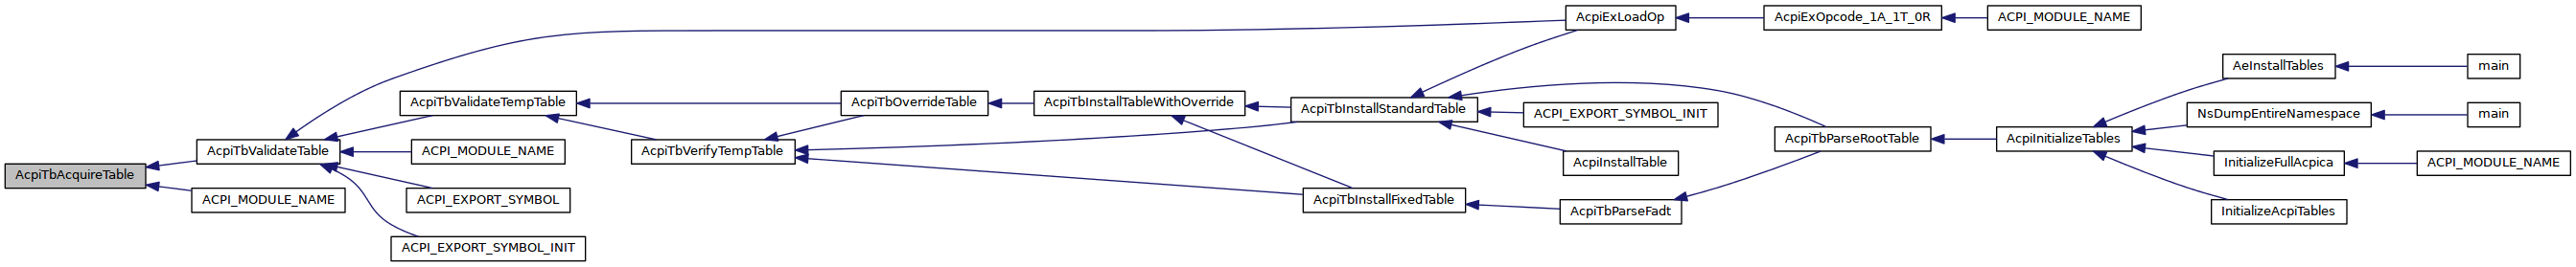 AcpiExLoadOp
AcpiExOpcode_1A_1T_0R
ACPI_MODULE_NAME
AeInstallTables
main
AcpiTbValidateTempTable
AcpiTbOverrideTable
AcpiTbInstallTableWithOverride
AcpiTbInstallStandardTable
ACPI_EXPORT_SYMBOL_INIT
NsDumpEntireNamespace
main
AcpiTbAcquireTable
AcpiTbValidateTable
ACPI_MODULE_NAME
AcpiTbVerifyTempTable
AcpiInstallTable
AcpiTbParseRootTable
AcpiInitializeTables
InitializeFullAcpica
ACPI_MODULE_NAME
ACPI_MODULE_NAME
ACPI_EXPORT_SYMBOL
AcpiTbInstallFixedTable
AcpiTbParseFadt
InitializeAcpiTables
ACPI_EXPORT_SYMBOL_INIT